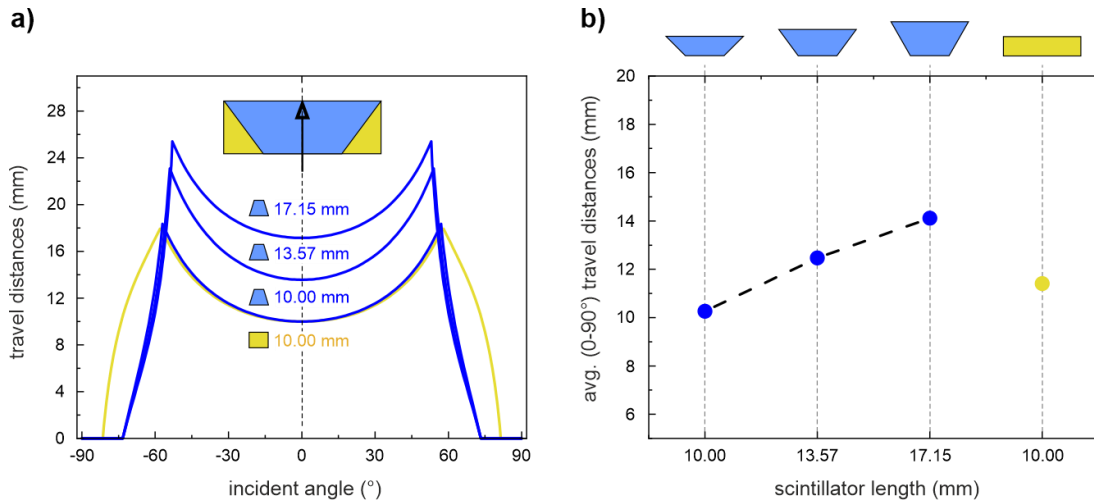 a)
travel distances (mm)
28
24
20
16
12
8
4
0
17.15 mm
13.57 mm
10.00 mm
10.00 mm
-90
-60
-30
0
30
60
90
incident angle (°)
b)
avg. (0-90°) travel distances (mm)
20
18
16
14
12
10
8
6
10.00
13.57
17.15
10.00
scintillator length (mm)